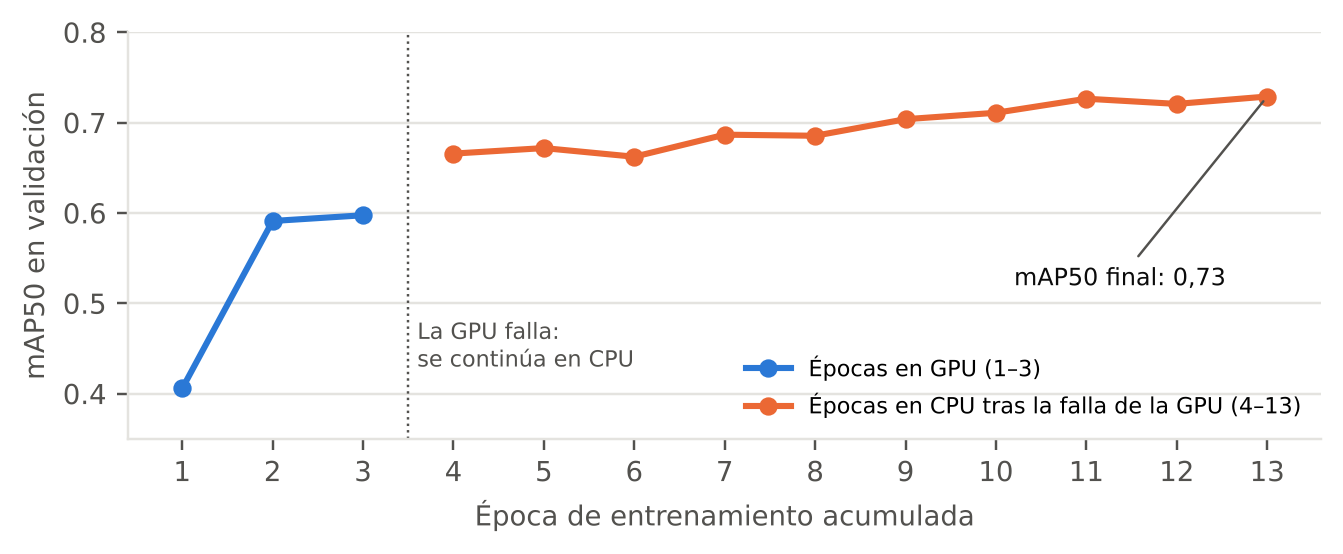 0.8
0.7
0.6
0.5
0.4
mAP50 en validación
La GPU falla:
se continúa en CPU
mAP50 final: 0,73
Épocas en GPU (1–3)
Épocas en CPU tras la falla de la GPU (4–13)
1 2 3 4 5 6 7 8 9 10 11 12 13
Época de entrenamiento acumulada